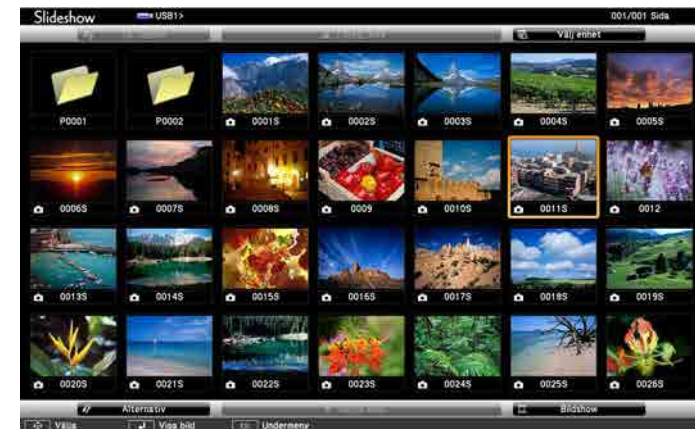 Slideshow USB1> 001/001 Sida
Välj enhet
P0001 P0002 0001S 0002S 0003S 0004S 0005S
0006S 0007S 0008S 0009 0010S 0011S 0012
0013S 0014S 0015S 0016S 0017S 0018S 0019S
0020S 0021S 0022S 0023S 0024S 0025S 0026S
Alternativ Bildshow
Välja Visa bild Esc Undermeny